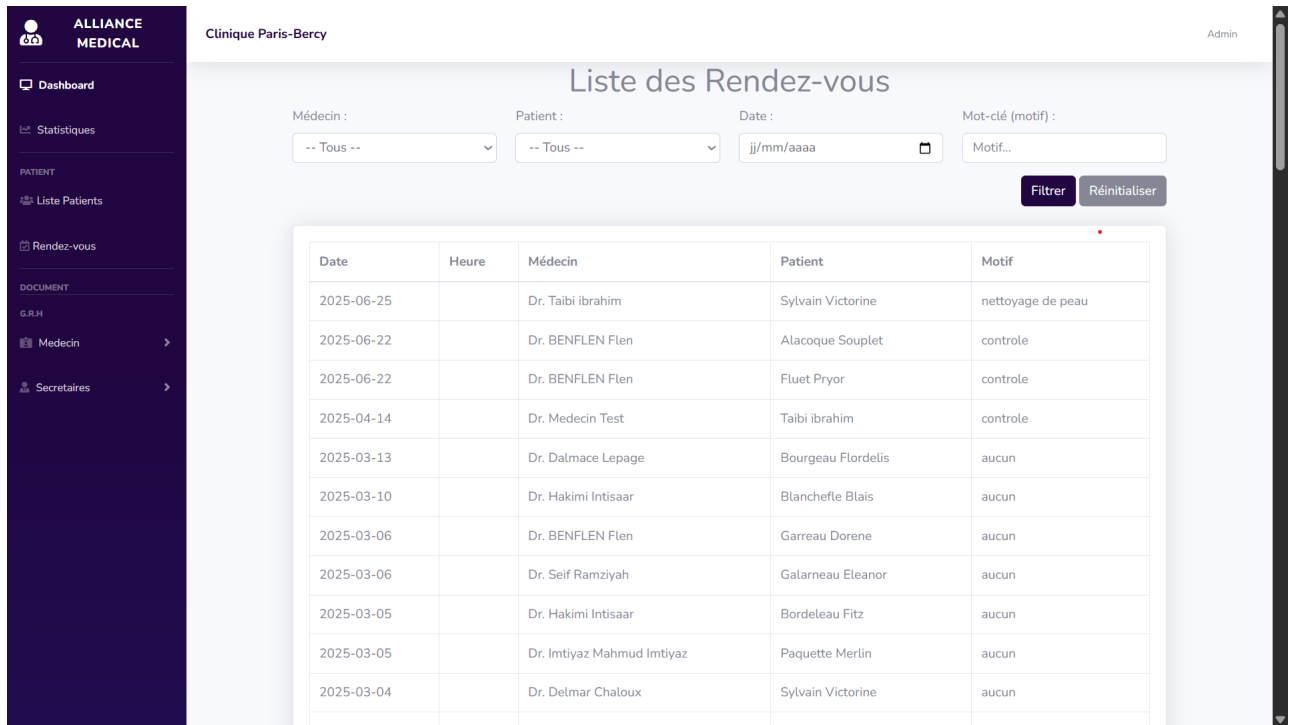 ALLIANCE
MEDICAL
Clinique Paris-Bercy
Admin
Dashboard
Statistiques
PATIENT
Liste Patients
Rendez-vous
DOCUMENT
G.R.H
Medecin
Secretaires
Liste des Rendez-vous
Médecin : Patient : Date : Mot-clé (motif) :
-- Tous -- -- Tous -- jj/mm/aaaa Motif...
Filtrer Réinitialiser
Date Heure Médecin Patient Motif
2025-06-25 Dr. Taibi ibrahim Sylvain Victorine nettoyage de peau
2025-06-22 Dr. BENFLEN Flen Alacoque Souplet controle
2025-06-22 Dr. BENFLEN Flen Fluet Pryor controle
2025-04-14 Dr. Medecin Test Taibi ibrahim controle
2025-03-13 Dr. Dalmace Lepage Bourgeau Flordelis aucun
2025-03-10 Dr. Hakimi Intisaar Blanchefle Blais aucun
2025-03-06 Dr. BENFLEN Flen Garreau Dorene aucun
2025-03-06 Dr. Seif Ramziyah Galarneau Eleanor aucun
2025-03-05 Dr. Hakimi Intisaar Bordeleau Fitz aucun
2025-03-05 Dr. Imtiyaz Mahmud Imtiyaz Paquette Merlin aucun
2025-03-04 Dr. Delmar Chaloux Sylvain Victorine aucun